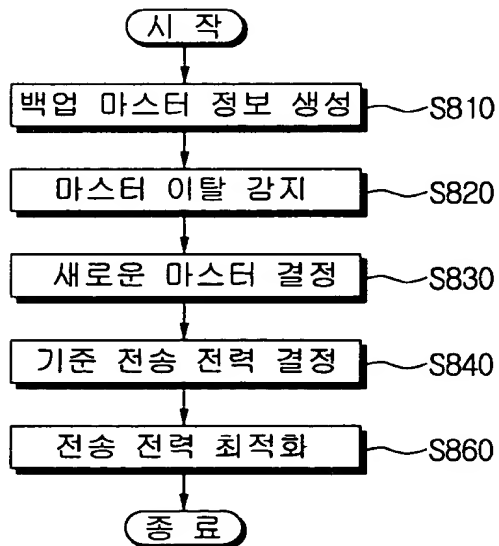 시 작
백업 마스터 정보 생성 S810
마스터 이탈 감지 S820
새로운 마스터 결정 S830
기준 전송 전력 결정 S840
전송 전력 최적화 S860
종 료